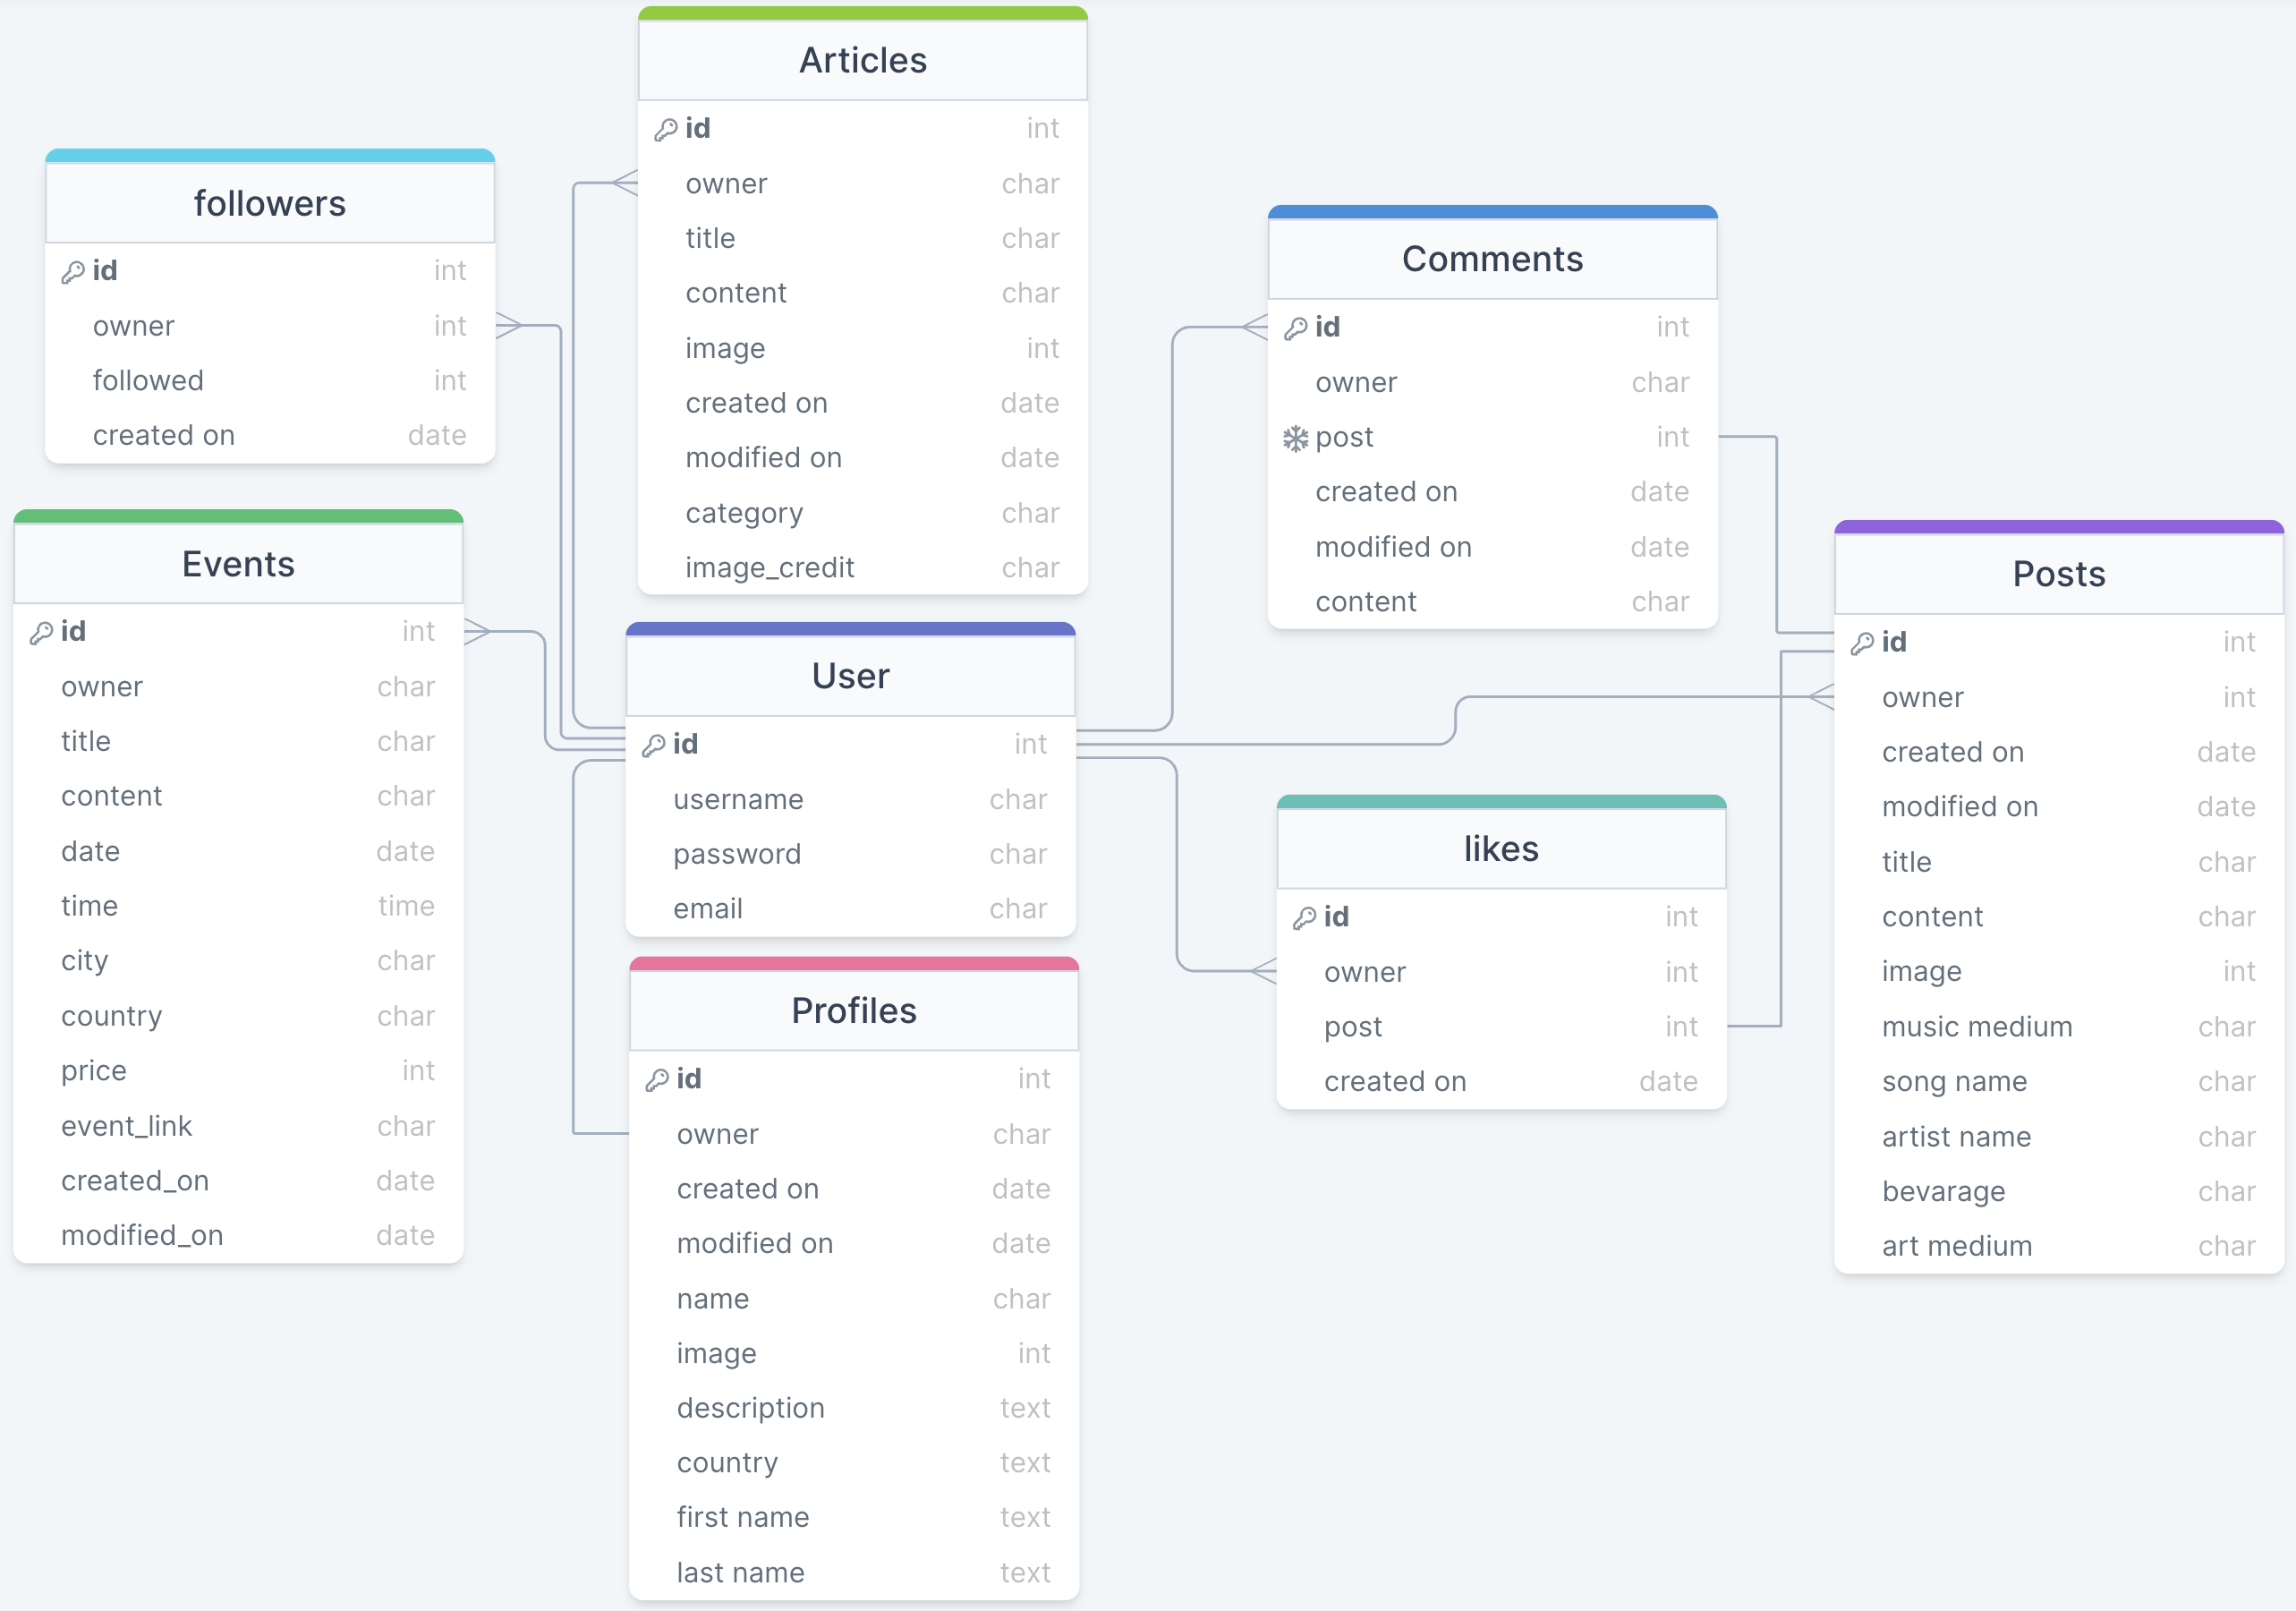 Articles
id int
owner char
title char
content char
image int
created on date
modified on date
category char
image_credit char
followers
id int
owner int
followed int
created on date
Comments
id int
owner char
post int
created on date
modified on date
content char
Events
id int
owner char
title char
content char
date date
time time
city char
country char
price int
event_link char
created_on date
modified_on date
User
id int
username char
password char
email char
Posts
id int
owner int
created on date
modified on date
title char
content char
image int
music medium char
song name char
artist name char
bevarage char
art medium char
likes
id int
owner int
post int
created on date
Profiles
id int
owner char
created on date
modified on date
name char
image int
description text
country text
first name text
last name text